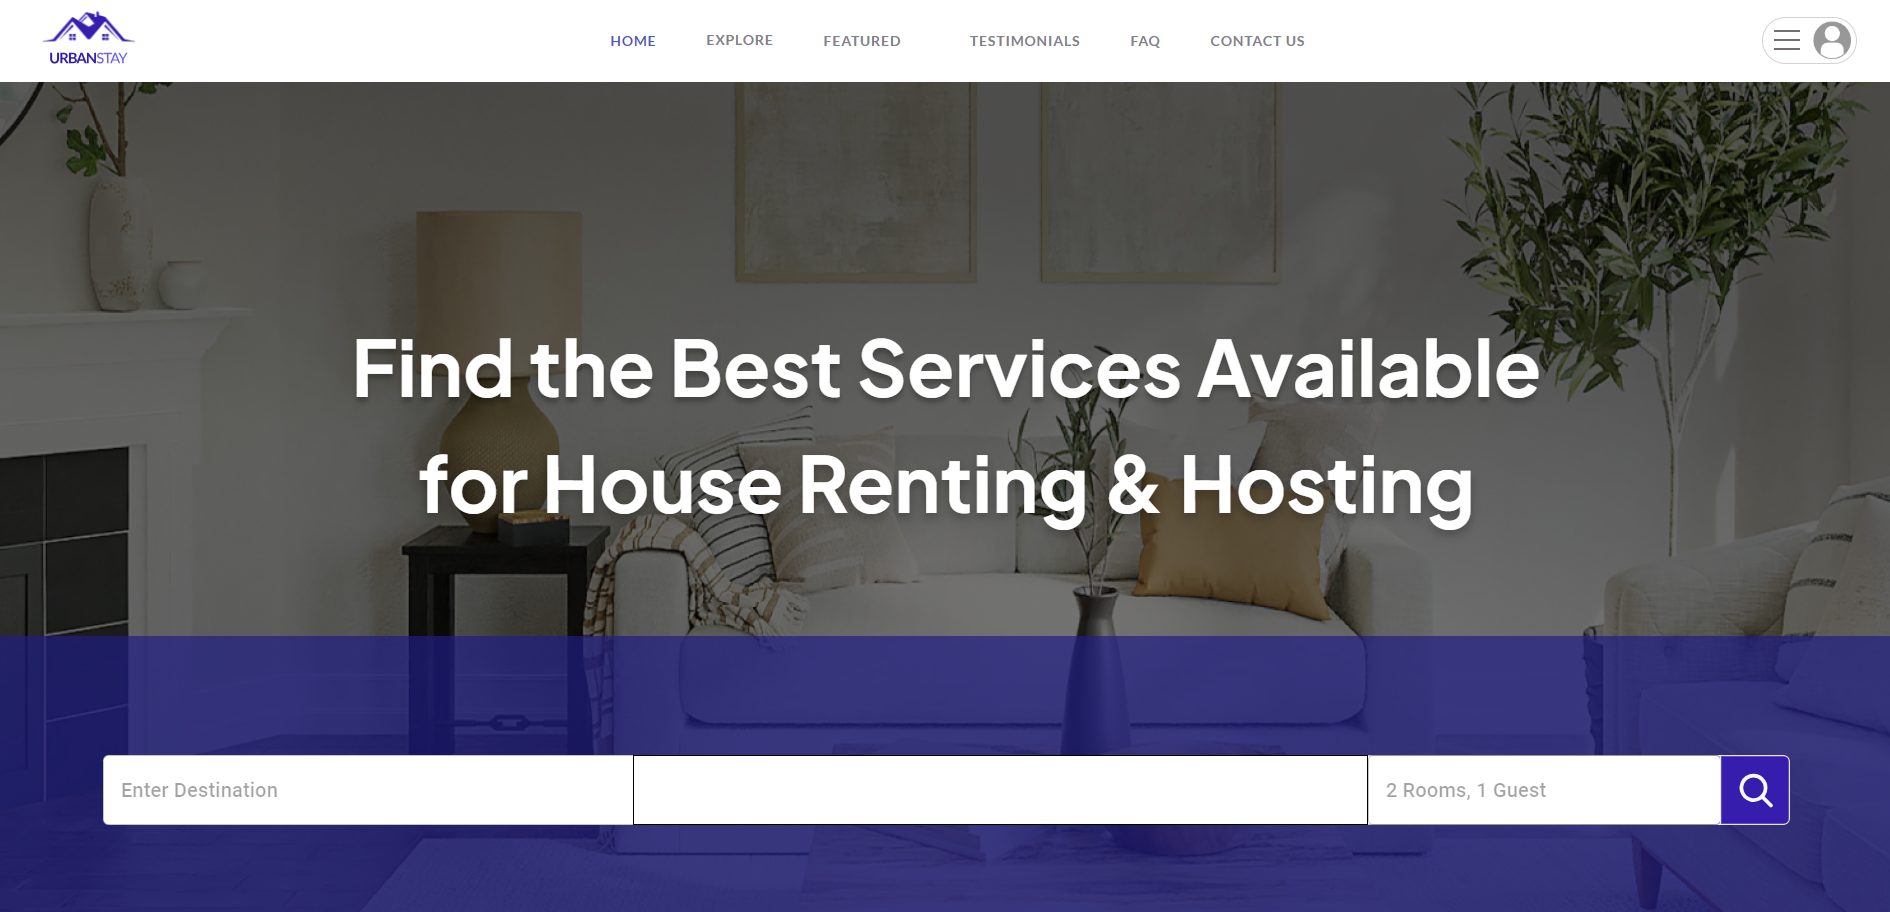 URBANSTAY
HOME EXPLORE FEATURED TESTIMONIALS FAQ CONTACT US
Find the Best Services Available
for House Renting & Hosting
Enter Destination
2 Rooms, 1 Guest